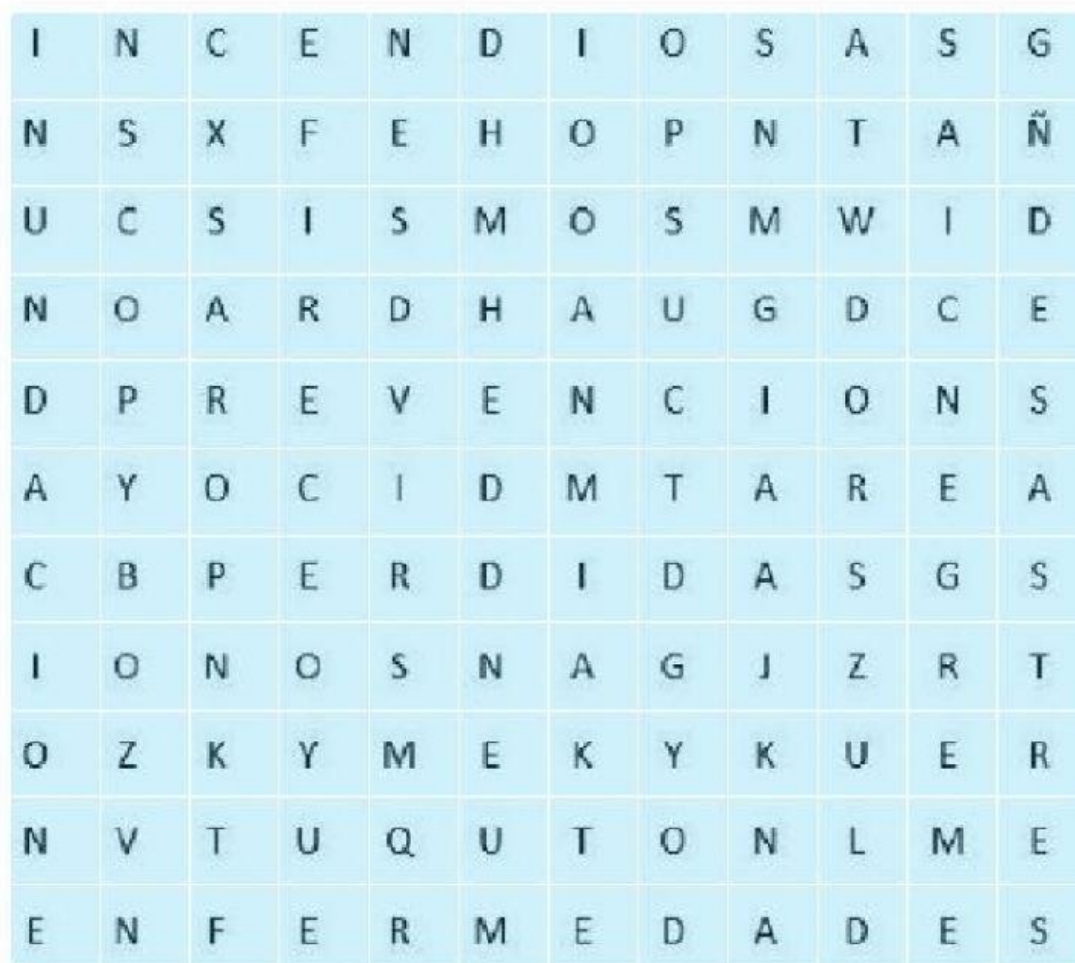 I N C E N D I O S A S G
N S X F E H O P N T A Ñ
U C S I S M O S M W I D
N O A R D H A U G D C E
D P R E V E N C I O N S
A Y O C I D M T A R E A
C B P E R D I D A S G S
I O N O S N A G J Z R T
O Z K Y M E K Y K U E R
N V T U Q U T O N L M E
E N F E R M E D A D E S